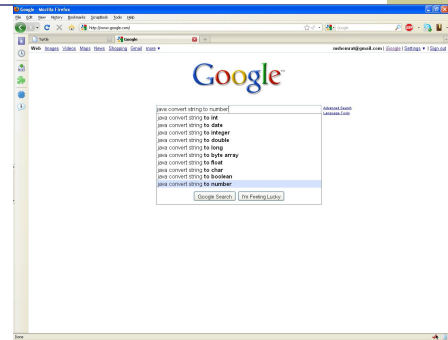 Google - Mozilla Firefox
File Edit View History Bookmarks ScrapBook Tools Help
http://www.google.com/
Google
Web Images Videos Maps News Shopping Gmail more ▼
| iGoogle | Settings ▼ | Sign out
Google
java convert string to number
Advanced Search
Language Tools
java convert string to int
java convert string to date
java convert string to integer
java convert string to double
java convert string to long
java convert string to byte array
java convert string to float
java convert string to char
java convert string to boolean
java convert string to number
Google Search I'm Feeling Lucky
Done